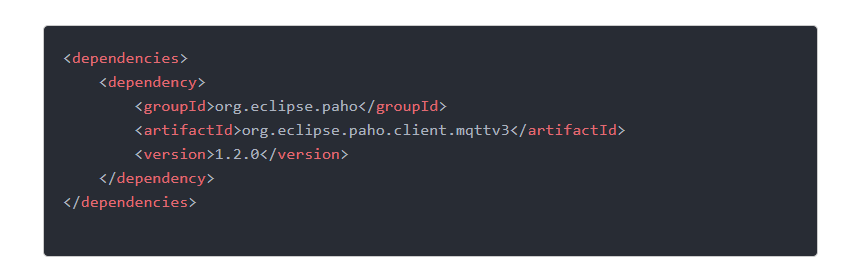 <dependencies>
    <dependency>
        <groupId>org.eclipse.paho</groupId>
        <artifactId>org.eclipse.paho.client.mqttv3</artifactId>
        <version>1.2.0</version>
    </dependency>
</dependencies>